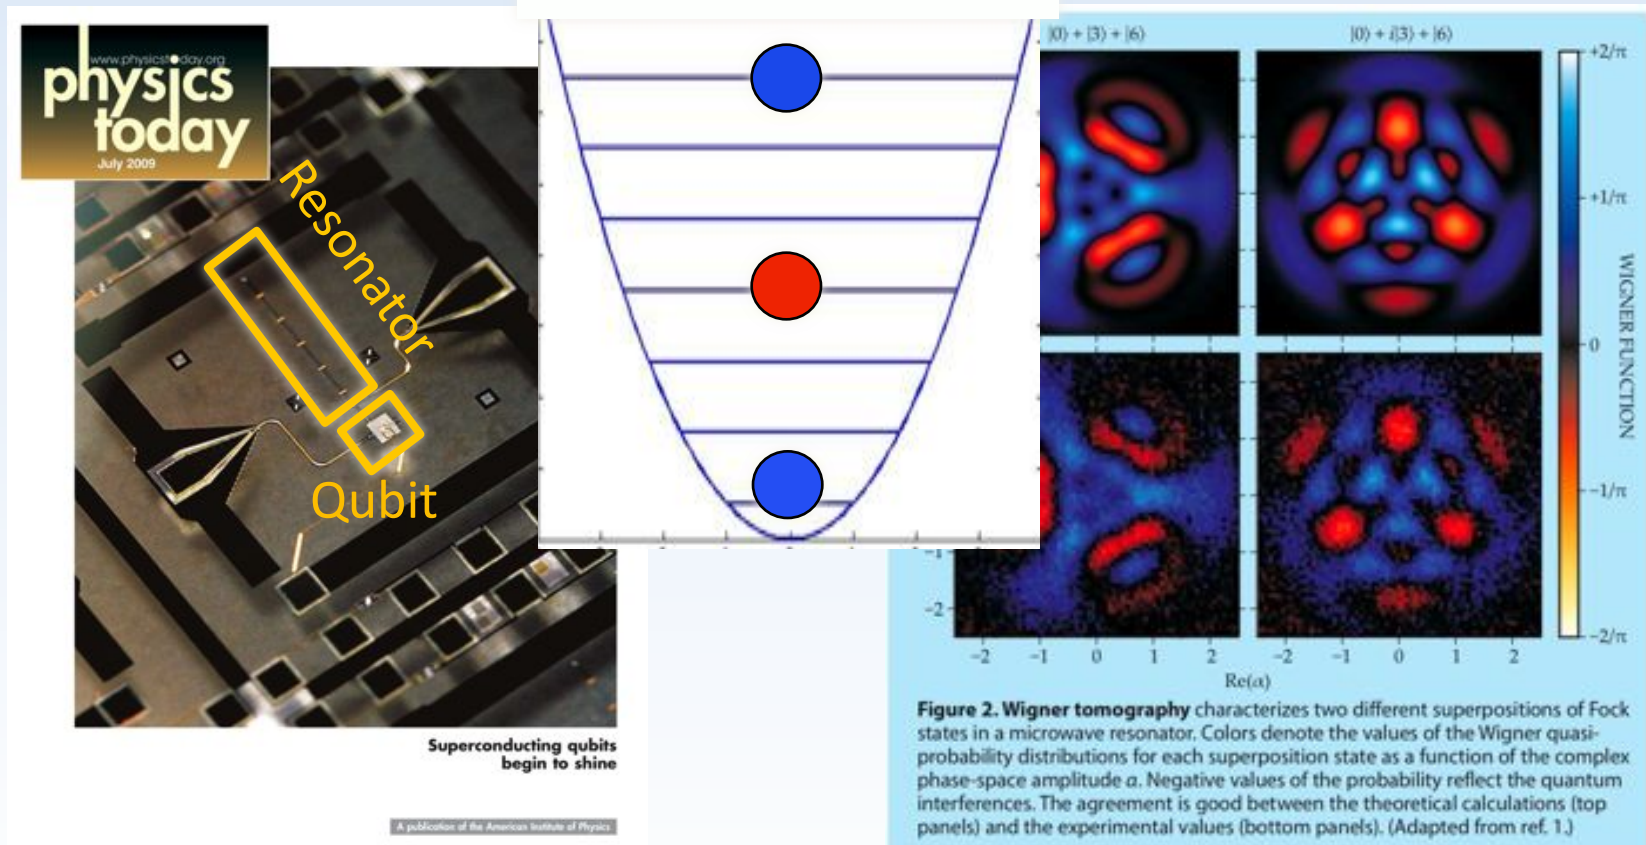 www.physicstoday.org
physics
today
July 2009
Resonator
Qubit
Superconducting qubits
begin to shine
A publication of the American Institute of Physics
|0⟩ + |3⟩ + |6⟩
|0⟩ + i|3⟩ + |6⟩
+2/π
+1/π
0
−1/π
−2/π
WIGNER FUNCTION
−1
−2
−2 −1 0 1 2
−2 −1 0 1 2
Re(α)
Figure 2. Wigner tomography characterizes two different superpositions of Fock
states in a microwave resonator. Colors denote the values of the Wigner quasi-
probability distributions for each superposition state as a function of the complex
phase-space amplitude α. Negative values of the probability reflect the quantum
interferences. The agreement is good between the theoretical calculations (top
panels) and the experimental values (bottom panels). (Adapted from ref. 1.)